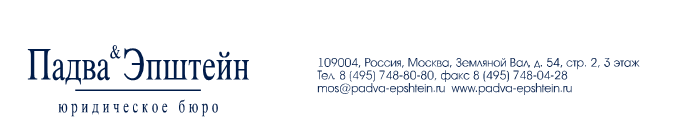 Падва & Эпштейн
юридическое бюро
109004, Россия, Москва, Земляной Вал, д. 54, стр. 2, 3 этаж
Тел. 8 (495) 748-80-80, факс 8 (495) 748-04-28
mos@padva-epshtein.ru www.padva-epshtein.ru